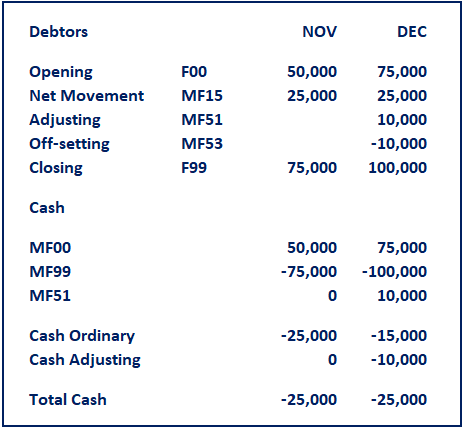 Debtors NOV DEC
Opening F00 50,000 75,000
Net Movement MF15 25,000 25,000
Adjusting MF51 10,000
Off-setting MF53 -10,000
Closing F99 75,000 100,000
Cash
MF00 50,000 75,000
MF99 -75,000 -100,000
MF51 0 10,000
Cash Ordinary -25,000 -15,000
Cash Adjusting 0 -10,000
Total Cash -25,000 -25,000